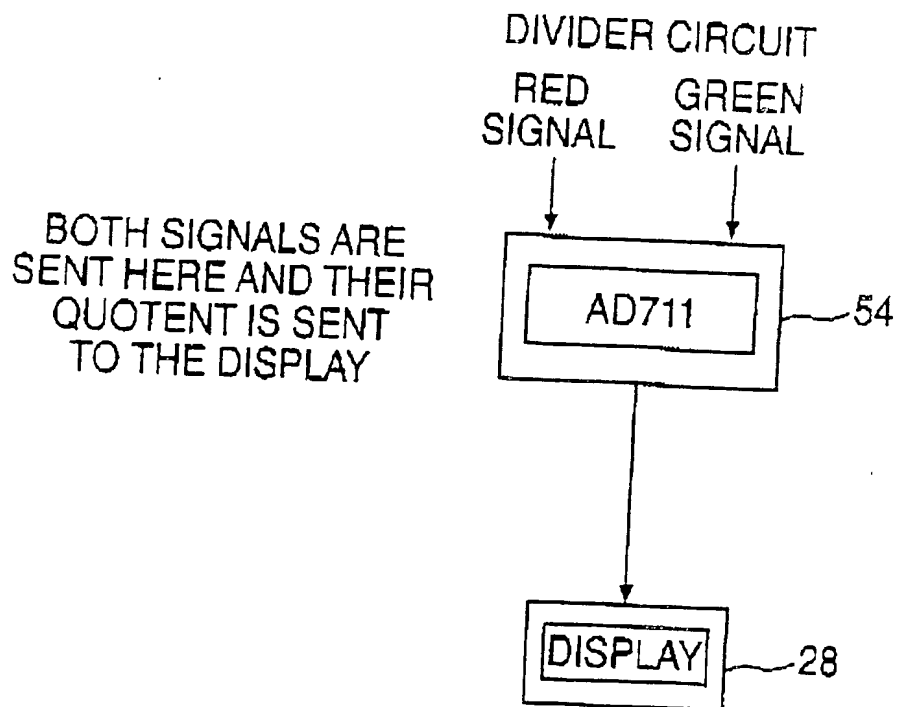 DIVIDER CIRCUIT
RED
SIGNAL
GREEN
SIGNAL
BOTH SIGNALS ARE
SENT HERE AND THEIR
QUOTENT IS SENT
TO THE DISPLAY
AD711
54
DISPLAY
28